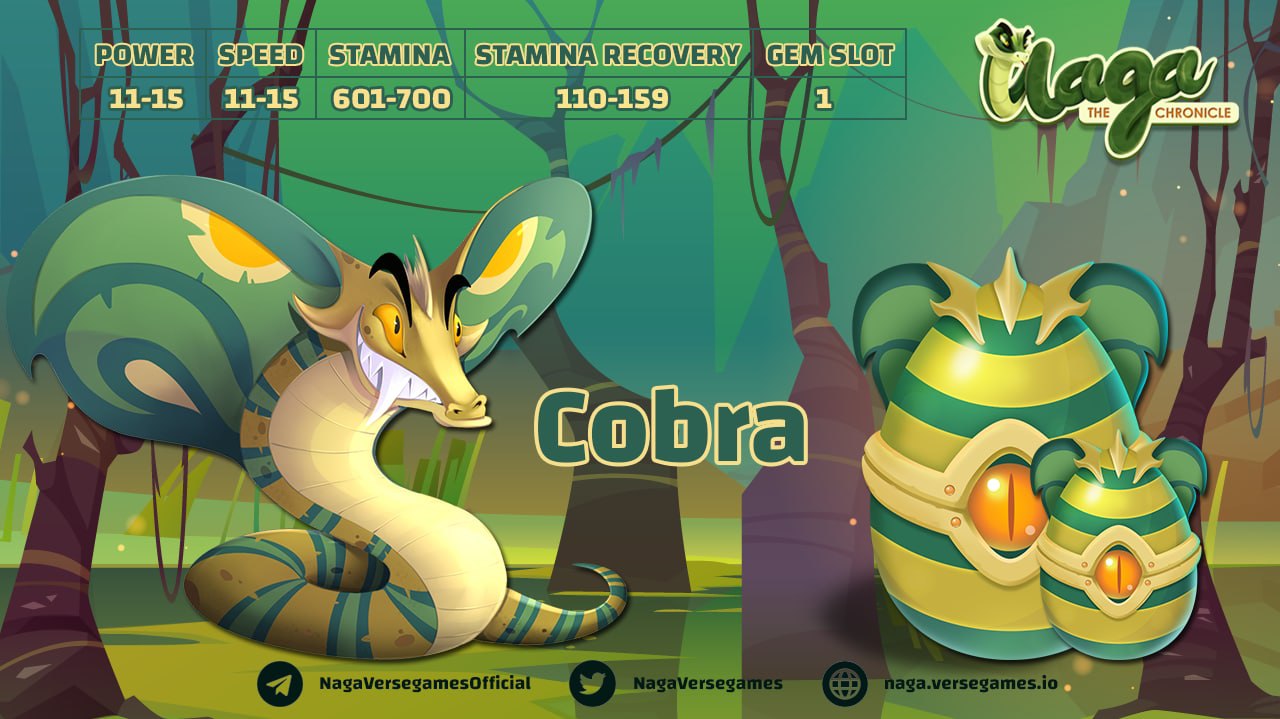 POWER SPEED STAMINA STAMINA RECOVERY GEM SLOT
11-15 11-15 601-700 110-159 1
Naga
THE CHRONICLE
Cobra
NagaVersegamesOfficial NagaVersegames naga.versegames.io